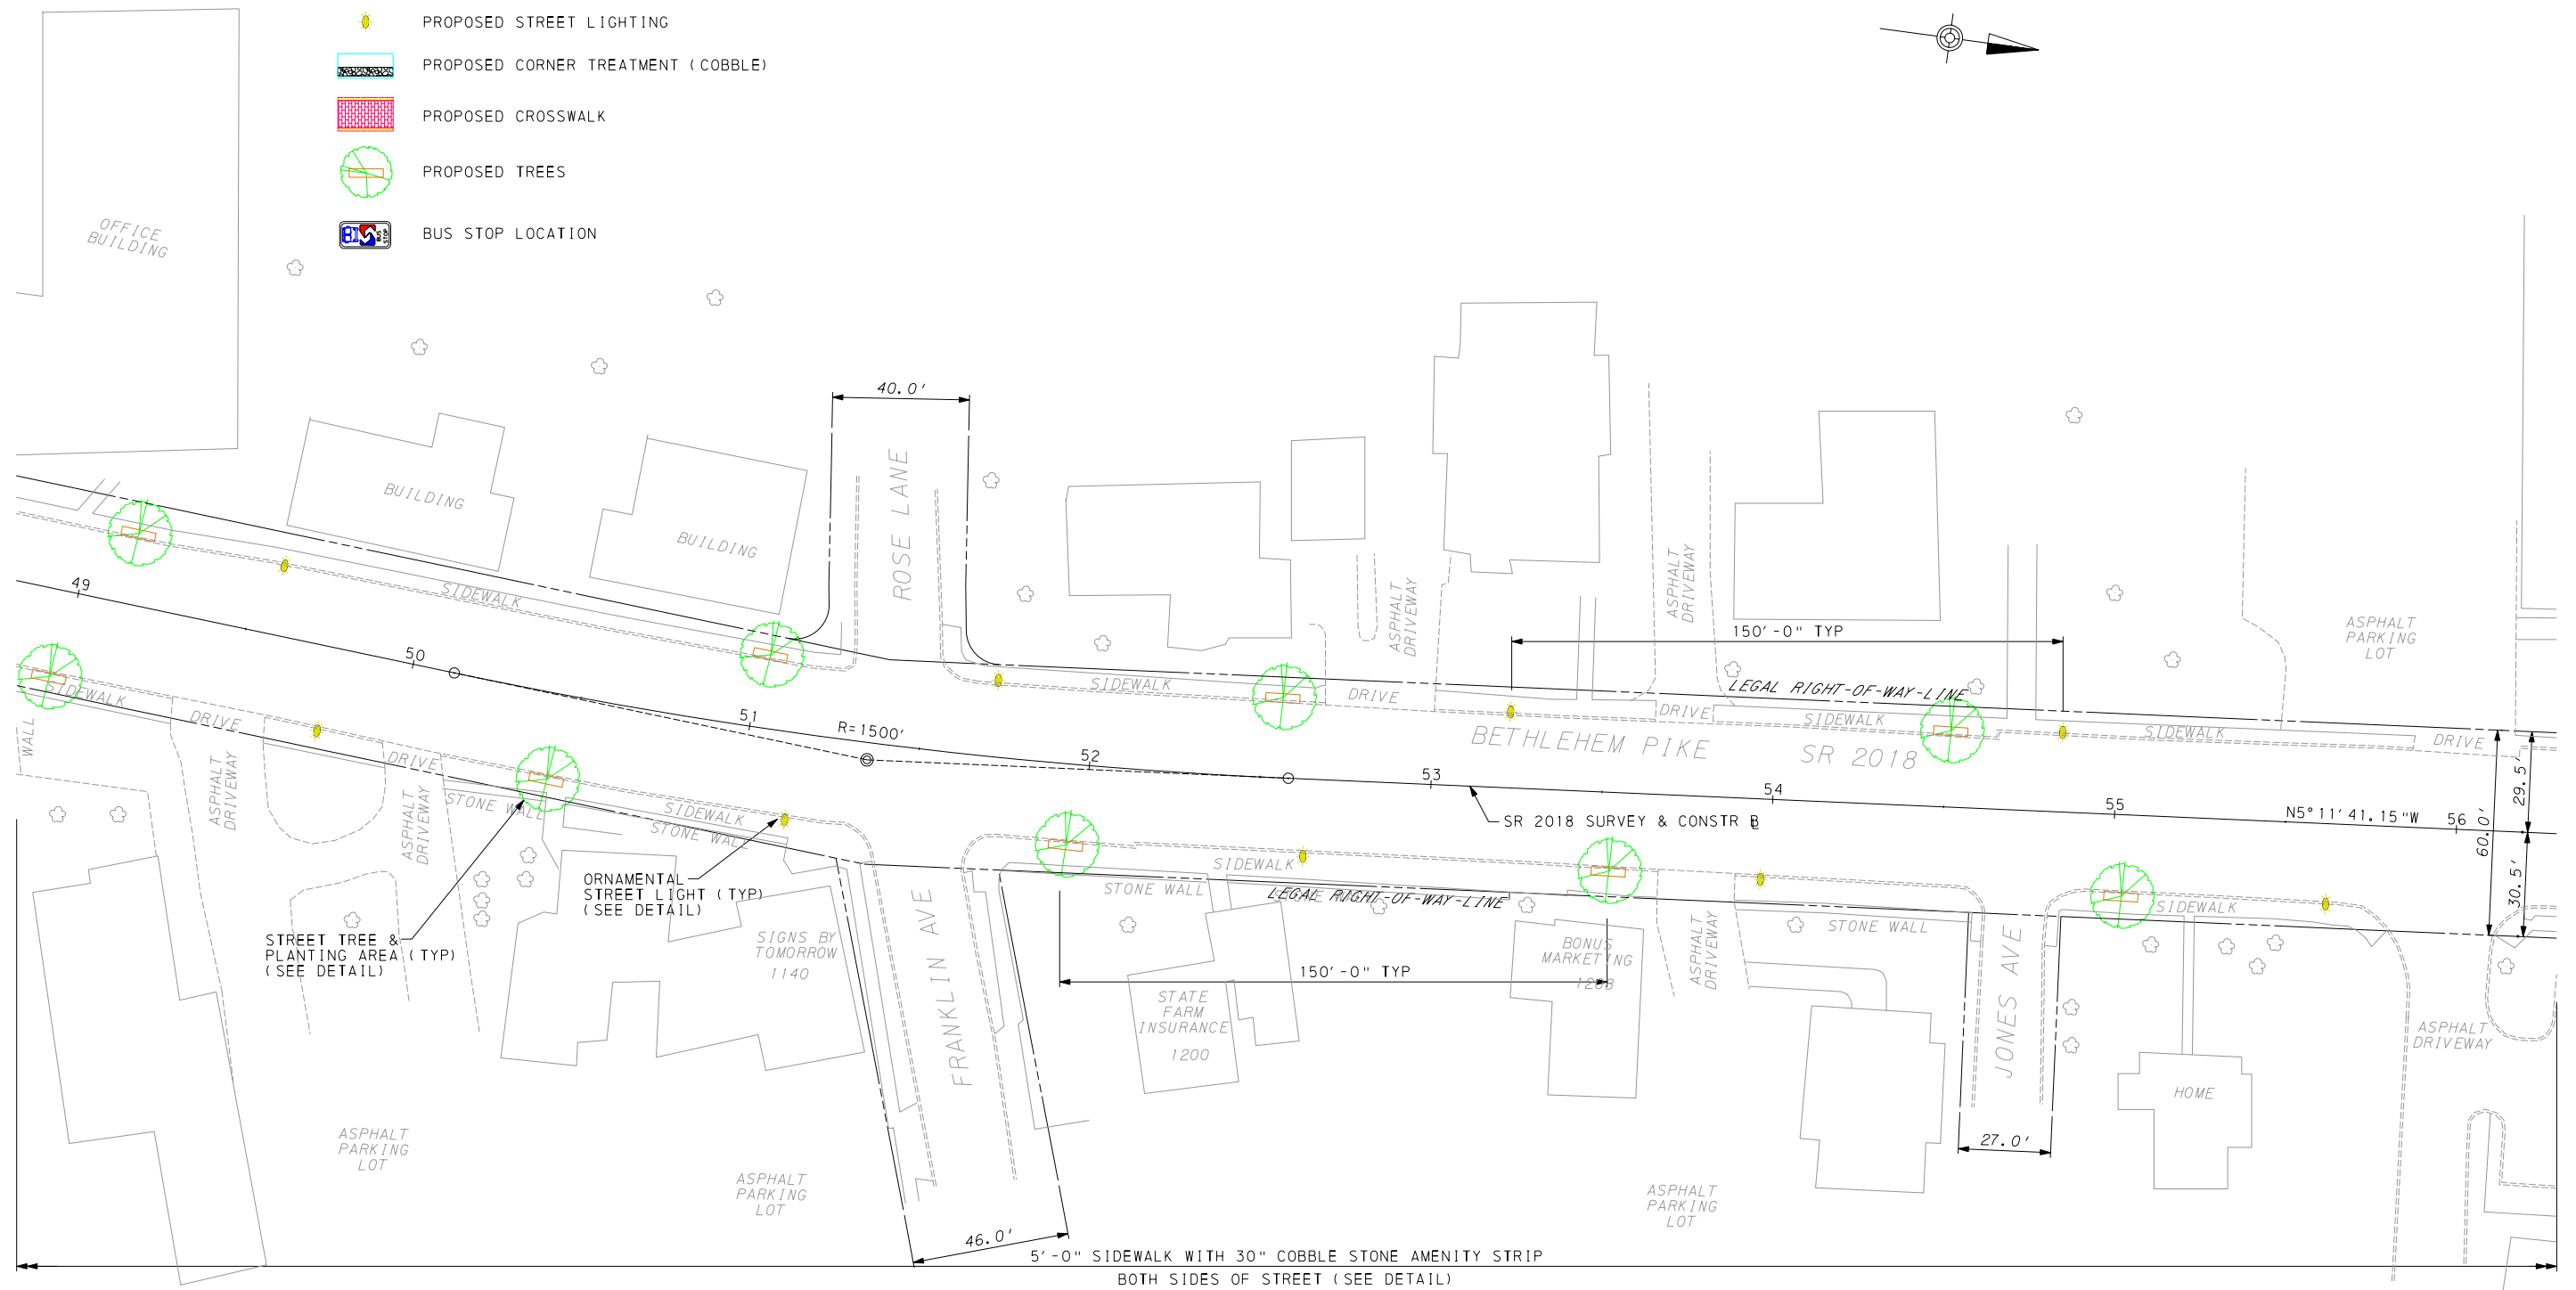 PROPOSED STREET LIGHTING
PROPOSED CORNER TREATMENT (COBBLE)
PROPOSED CROSSWALK
PROPOSED TREES
BUS STOP
BUS STOP LOCATION
OFFICE
BUILDING
BUILDING
BUILDING
40.0'
ROSE LANE
SIDEWALK
49
50
51
R=1500'
52
53
54
55
56
N5°11'41.15"W
SIDEWALK
DRIVE
ASPHALT
DRIVEWAY
ASPHALT
DRIVEWAY
150'-0" TYP
LEGAL RIGHT-OF-WAY-LINE
DRIVE
SIDEWALK
SIDEWALK
DRIVE
ASPHALT
PARKING
LOT
BETHLEHEM PIKE
SR 2018
29.5'
60.0'
30.5'
SR 2018 SURVEY & CONSTR BL
SIDEWALK
WALL
DRIVE
ASPHALT
DRIVEWAY
DRIVE
ASPHALT
DRIVEWAY
STONE WALL
SIDEWALK
STONE WALL
ORNAMENTAL
STREET LIGHT (TYP)
(SEE DETAIL)
STREET TREE &
PLANTING AREA (TYP)
(SEE DETAIL)
SIGNS BY
TOMORROW
1140
FRANKLIN AVE
SIDEWALK
STONE WALL
LEGAL RIGHT-OF-WAY-LINE
150'-0" TYP
STATE
FARM
INSURANCE
1200
BONUS
MARKETING
1208
ASPHALT
DRIVEWAY
STONE WALL
JONES AVE
SIDEWALK
HOME
27.0'
ASPHALT
DRIVEWAY
ASPHALT
PARKING
LOT
ASPHALT
PARKING
LOT
ASPHALT
PARKING
LOT
46.0'
5'-0" SIDEWALK WITH 30" COBBLE STONE AMENITY STRIP
BOTH SIDES OF STREET (SEE DETAIL)